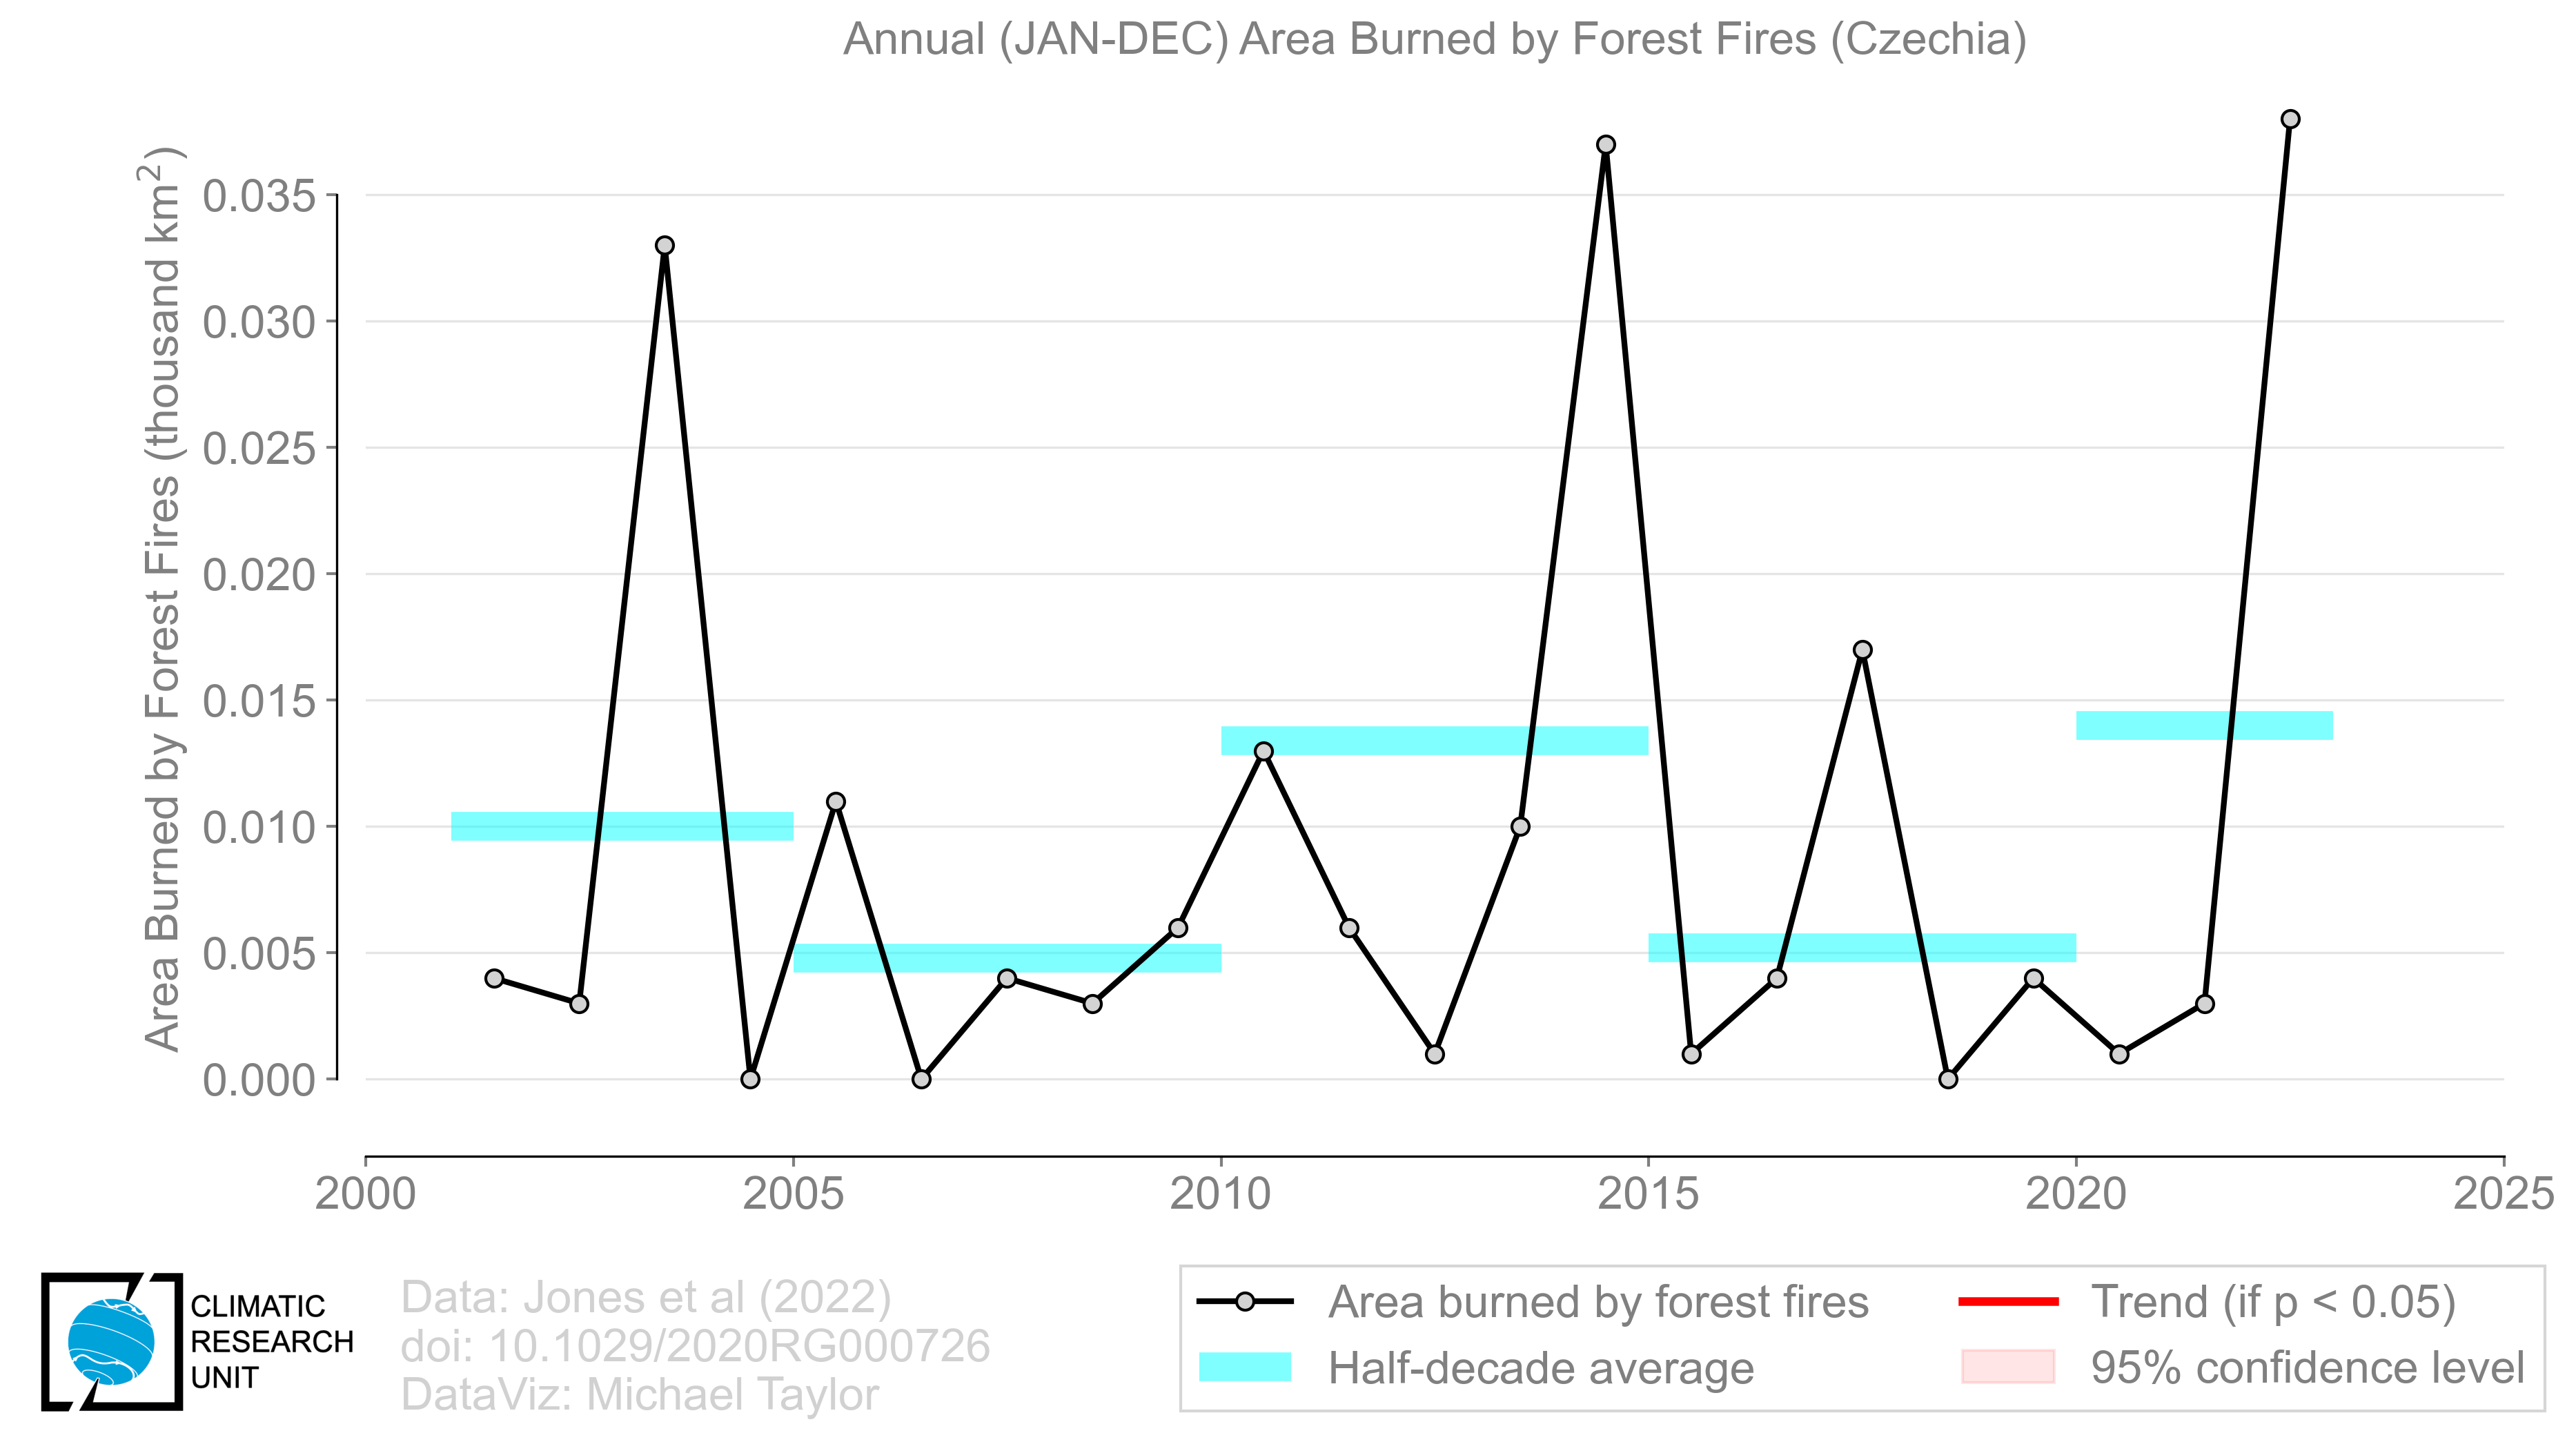 Annual (JAN-DEC) Area Burned by Forest Fires (Czechia)
Area Burned by Forest Fires (thousand km²)
0.035
0.030
0.025
0.020
0.015
0.010
0.005
0.000
2000 2005 2010 2015 2020 2025
CLIMATIC
RESEARCH
UNIT
Data: Jones et al (2022)
doi: 10.1029/2020RG000726
DataViz: Michael Taylor
Area burned by forest fires
Half-decade average
Trend (if p < 0.05)
95% confidence level